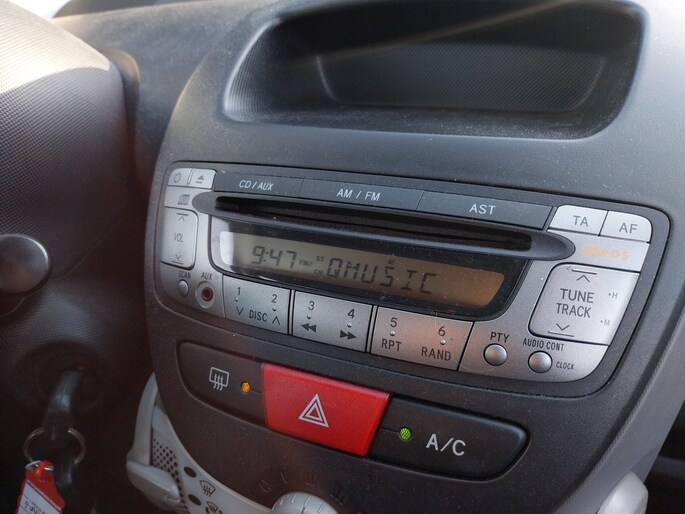 CD/AUX AM/FM AST TA AF
VOL
9:47 QMUSIC
TUNE
TRACK
+H
+M
SCAN AUX
1 2 3 4 5 6
DISC
RPT RAND
PTY AUDIO CONT
CLOCK
A/C